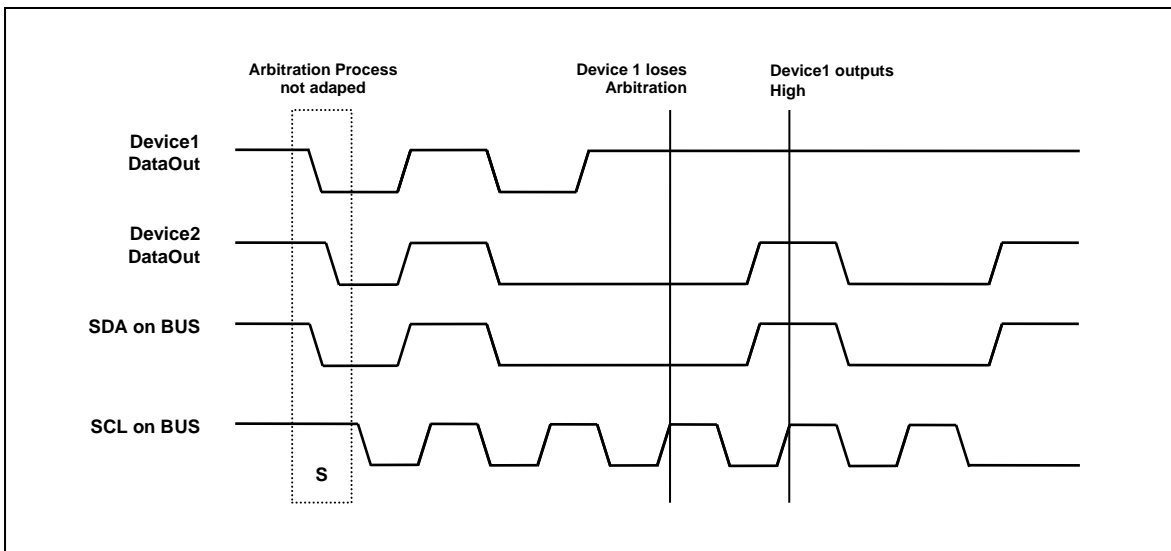 Arbitration Process
not adaped
Device 1 loses
Arbitration
Device1 outputs
High
Device1
DataOut
Device2
DataOut
SDA on BUS
SCL on BUS
S